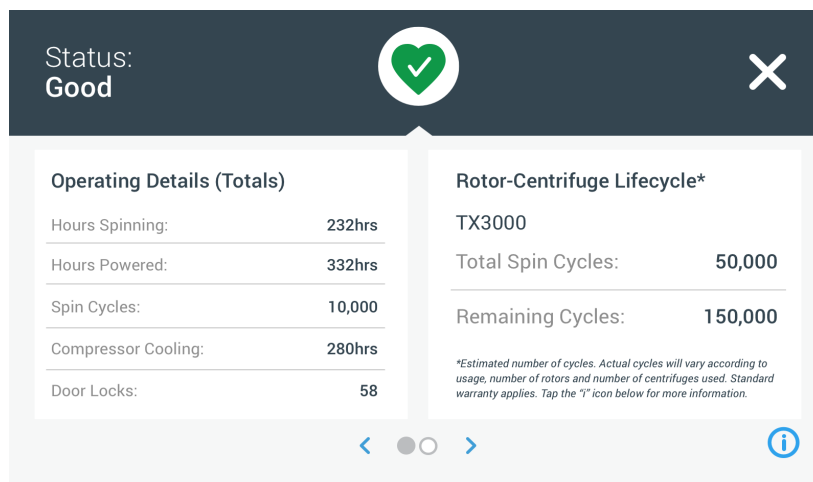 Status:
Good
Operating Details (Totals)
Hours Spinning: 232hrs
Hours Powered: 332hrs
Spin Cycles: 10,000
Compressor Cooling: 280hrs
Door Locks: 58
Rotor-Centrifuge Lifecycle*
TX3000
Total Spin Cycles: 50,000
Remaining Cycles: 150,000
*Estimated number of cycles. Actual cycles will vary according to
usage, number of rotors and number of centrifuges used. Standard
warranty applies. Tap the “i” icon below for more information.
i